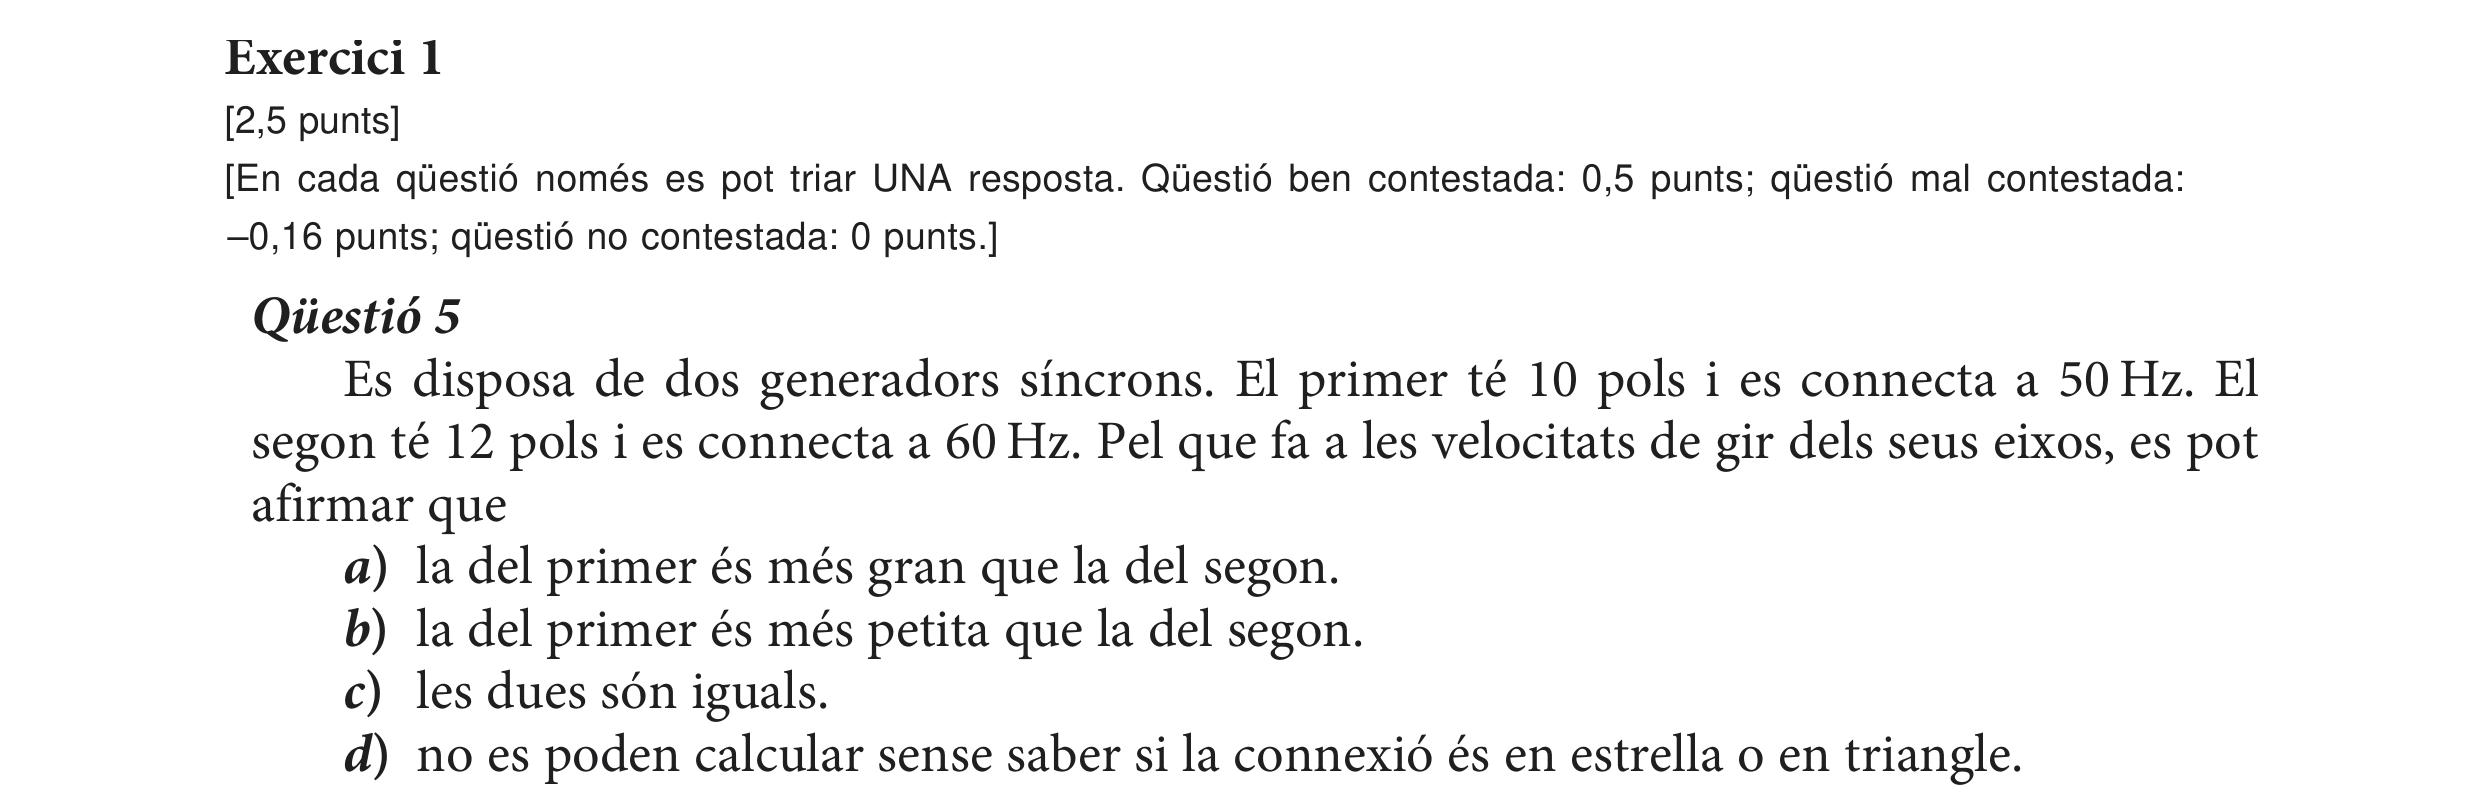 Exercici 1
[2,5 punts]
[En cada qüestió només es pot triar UNA resposta. Qüestió ben contestada: 0,5 punts; qüestió mal contestada:
–0,16 punts; qüestió no contestada: 0 punts.]
Qüestió 5
Es disposa de dos generadors síncrons. El primer té 10 pols i es connecta a 50 Hz. El
segon té 12 pols i es connecta a 60 Hz. Pel que fa a les velocitats de gir dels seus eixos, es pot
afirmar que
a) la del primer és més gran que la del segon.
b) la del primer és més petita que la del segon.
c) les dues són iguals.
d) no es poden calcular sense saber si la connexió és en estrella o en triangle.